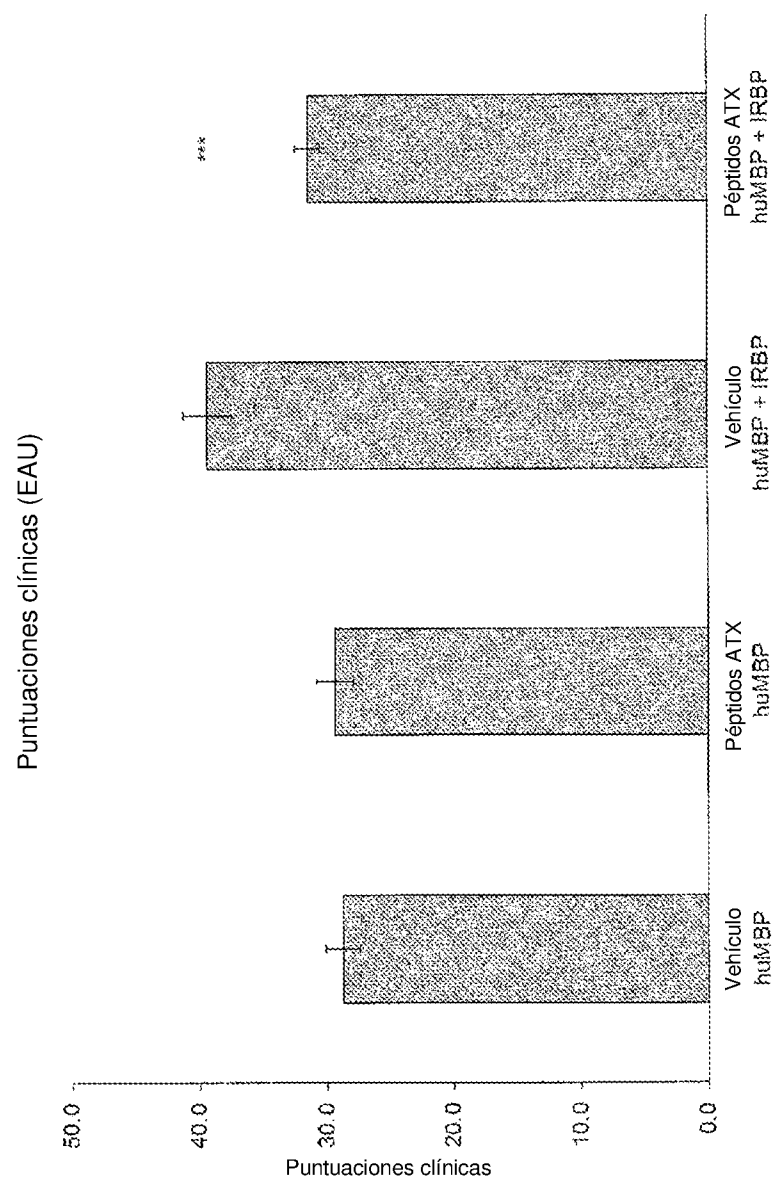 Puntuaciones clínicas (EAU)
Puntuaciones clínicas
50.0
40.0
30.0
20.0
10.0
0.0
***
Vehículo
huMBP
Péptidos ATX
huMBP
Vehículo
huMBP + IRBP
Péptidos ATX
huMBP + IRBP